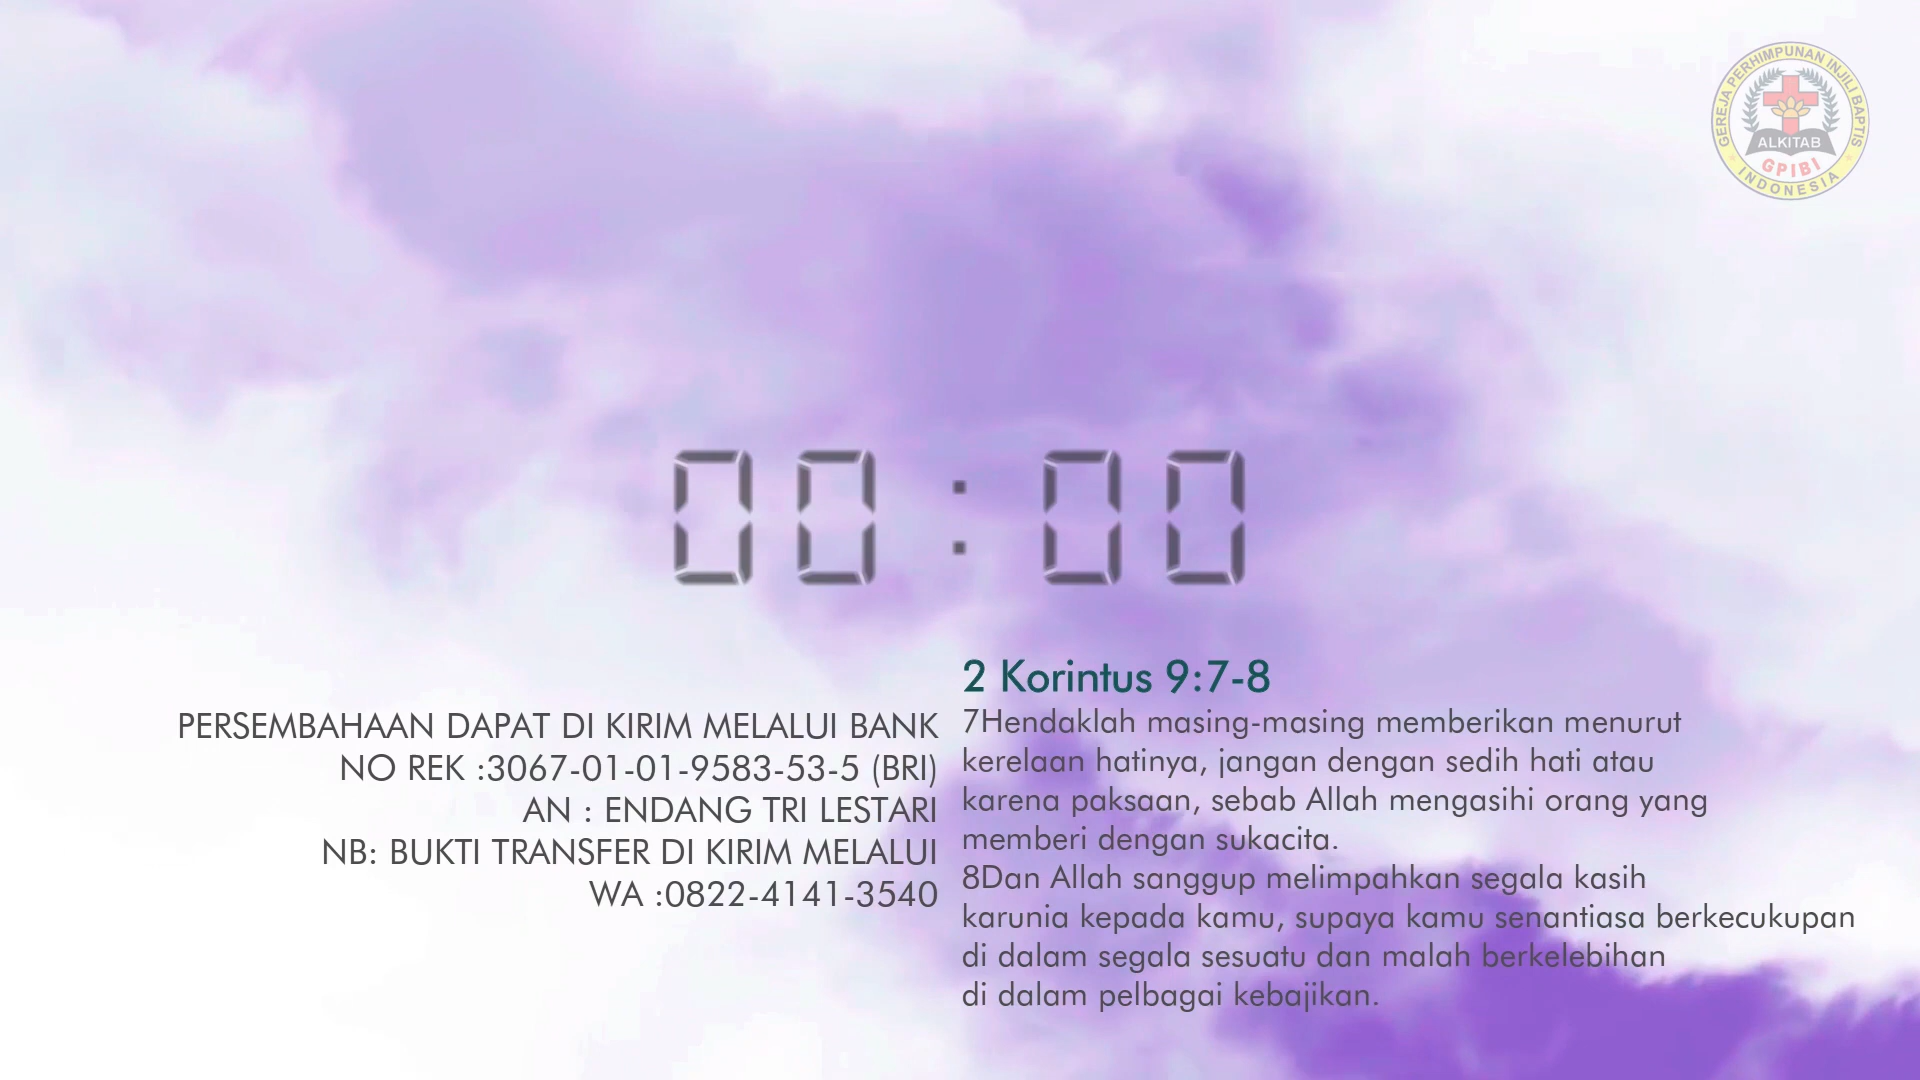 GEREJA PERHIMPUNAN INJILI BAPTIS
ALKITAB
GPIBI
INDONESIA
00 : 00
PERSEMBAHAAN DAPAT DI KIRIM MELALUI BANK
NO REK :3067-01-01-9583-53-5 (BRI)
AN : ENDANG TRI LESTARI
NB: BUKTI TRANSFER DI KIRIM MELALUI
WA :0822-4141-3540
2 Korintus 9:7-8
7Hendaklah masing-masing memberikan menurut
kerelaan hatinya, jangan dengan sedih hati atau
karena paksaan, sebab Allah mengasihi orang yang
memberi dengan sukacita.
8Dan Allah sanggup melimpahkan segala kasih
karunia kepada kamu, supaya kamu senantiasa berkecukupan
di dalam segala sesuatu dan malah berkelebihan
di dalam pelbagai kebajikan.